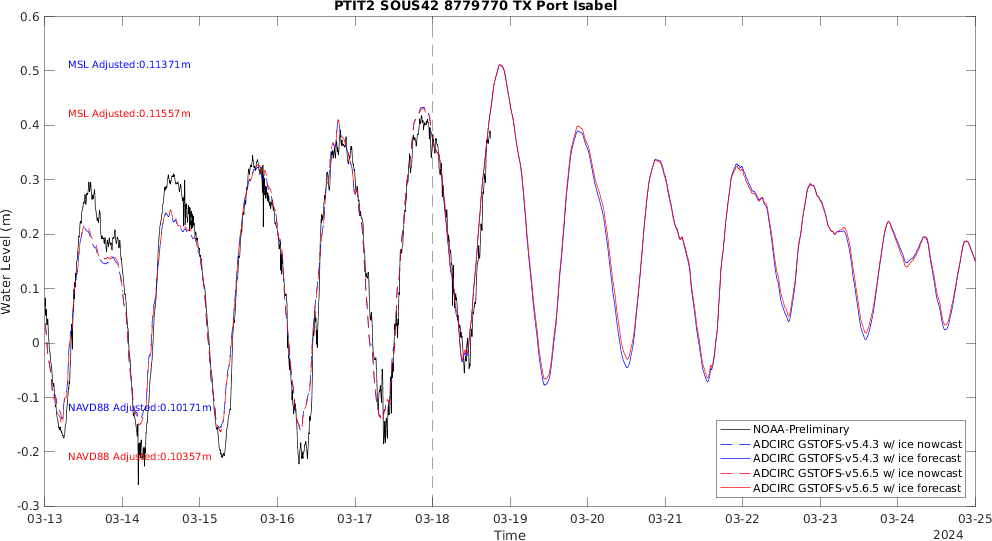 PTIT2 SOUS42 8779770 TX Port Isabel
0.6
0.5
0.4
0.3
0.2
0.1
0
-0.1
-0.2
-0.3
Water Level (m)
MSL Adjusted:0.11371m
MSL Adjusted:0.11557m
NAVD88 Adjusted:0.10171m
NAVD88 Adjusted:0.10357m
NOAA-Preliminary
ADCIRC GSTOFS-v5.4.3 w/ ice nowcast
ADCIRC GSTOFS-v5.4.3 w/ ice forecast
ADCIRC GSTOFS-v5.6.5 w/ ice nowcast
ADCIRC GSTOFS-v5.6.5 w/ ice forecast
03-13 03-14 03-15 03-16 03-17 03-18 03-19 03-20 03-21 03-22 03-23 03-24 03-25
Time
2024